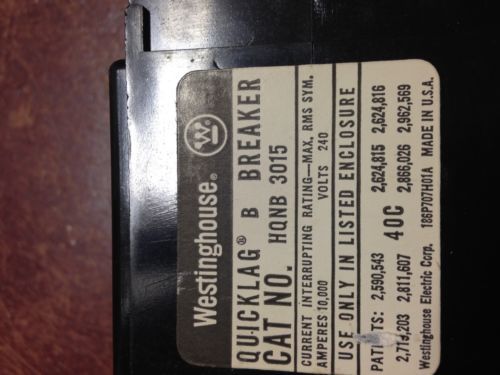 Westinghouse®
QUICKLAG® B BREAKER
CAT NO. HQNB 3015
CURRENT INTERRUPTING RATING—MAX. RMS SYM.
AMPERES 10,000 VOLTS 240
USE ONLY IN LISTED ENCLOSURE
PATENTS: 2,590,543 2,624,815 2,624,816
2,719,203 2,811,607 40C 2,866,026 2,962,569
Westinghouse Electric Corp. 186P707H01A MADE IN U.S.A.